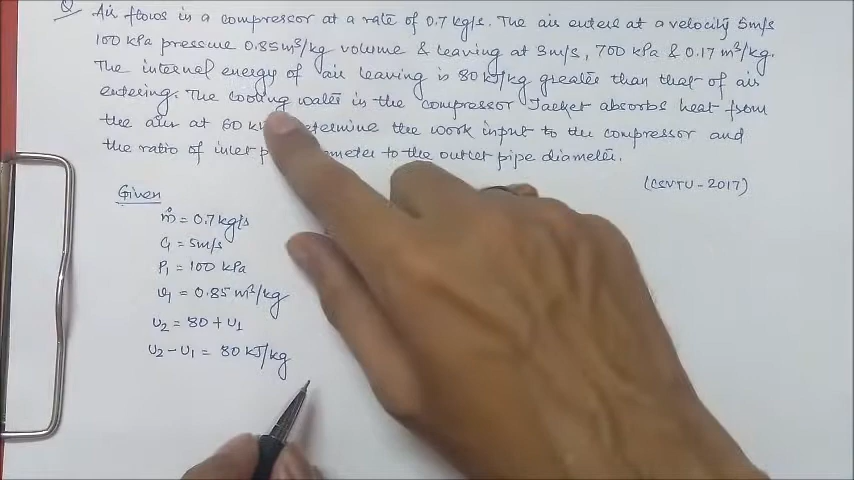 Q Air flows in a compressor at a rate of 0.7 kg/s. The air enters at a velocity 5m/s
100 kPa pressure 0.85m³/kg volume & leaving at 3m/s, 700 kPa & 0.17 m³/kg.
The internal energy of air leaving is 80 kJ/kg greater than that of air
entering. The cooling water in the compressor Jacket absorbs heat from
the air at 60 determine the work input to the compressor and
the ratio of inlet diameter to the outlet pipe diameter.
(CSVTU - 2017)
Given
ṁ = 0.7 kg/s
C₁ = 5m/s
P₁ = 100 kPa
v₁ = 0.85 m³/kg
U₂ = 80 + U₁
U₂ - U₁ = 80 kJ/kg